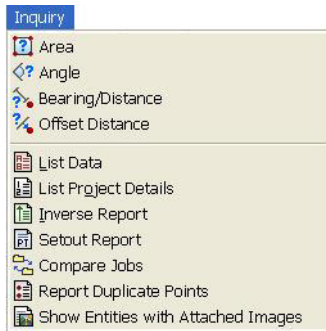 Inquiry
Area
Angle
Bearing/Distance
Offset Distance
List Data
List Project Details
Inverse Report
Setout Report
Compare Jobs
Report Duplicate Points
Show Entities with Attached Images